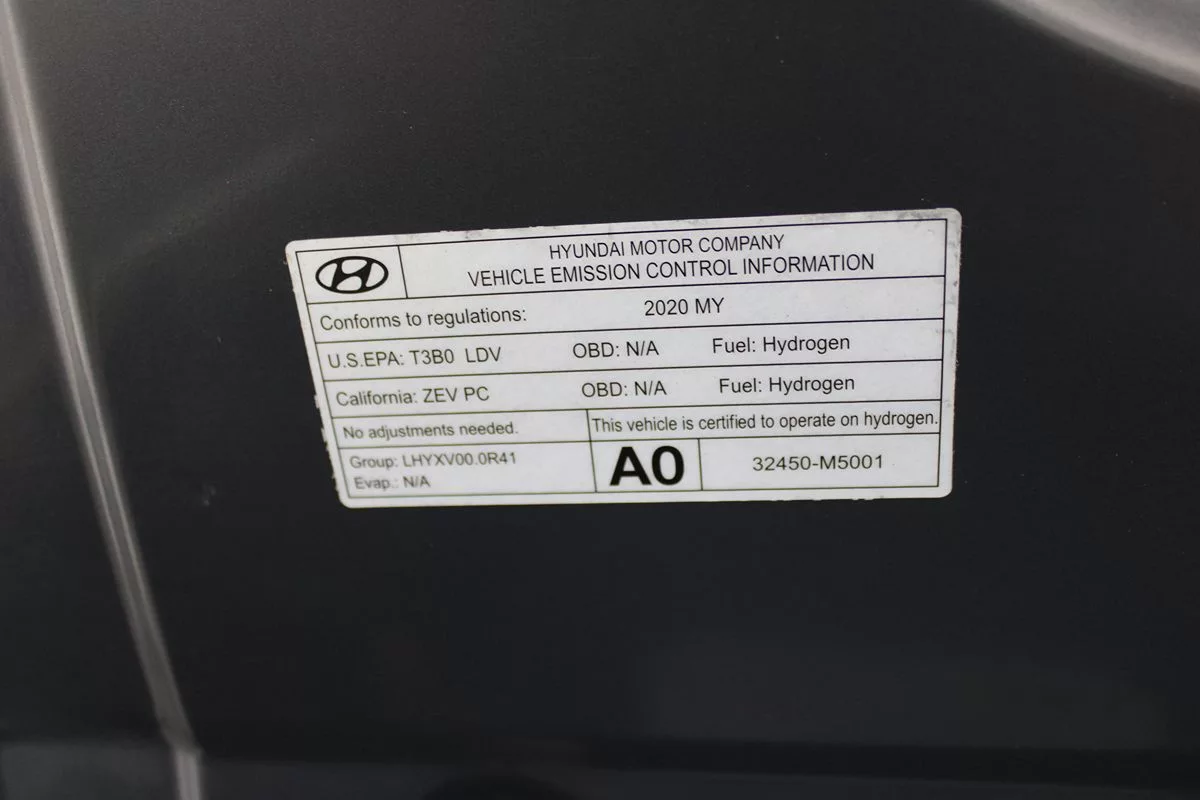 HYUNDAI MOTOR COMPANY
VEHICLE EMISSION CONTROL INFORMATION
Conforms to regulations: 2020 MY
U.S.EPA: T3B0 LDV OBD: N/A Fuel: Hydrogen
California: ZEV PC OBD: N/A Fuel: Hydrogen
No adjustments needed. This vehicle is certified to operate on hydrogen.
Group: LHYXV00.0R41
Evap.: N/A
A0 32450-M5001